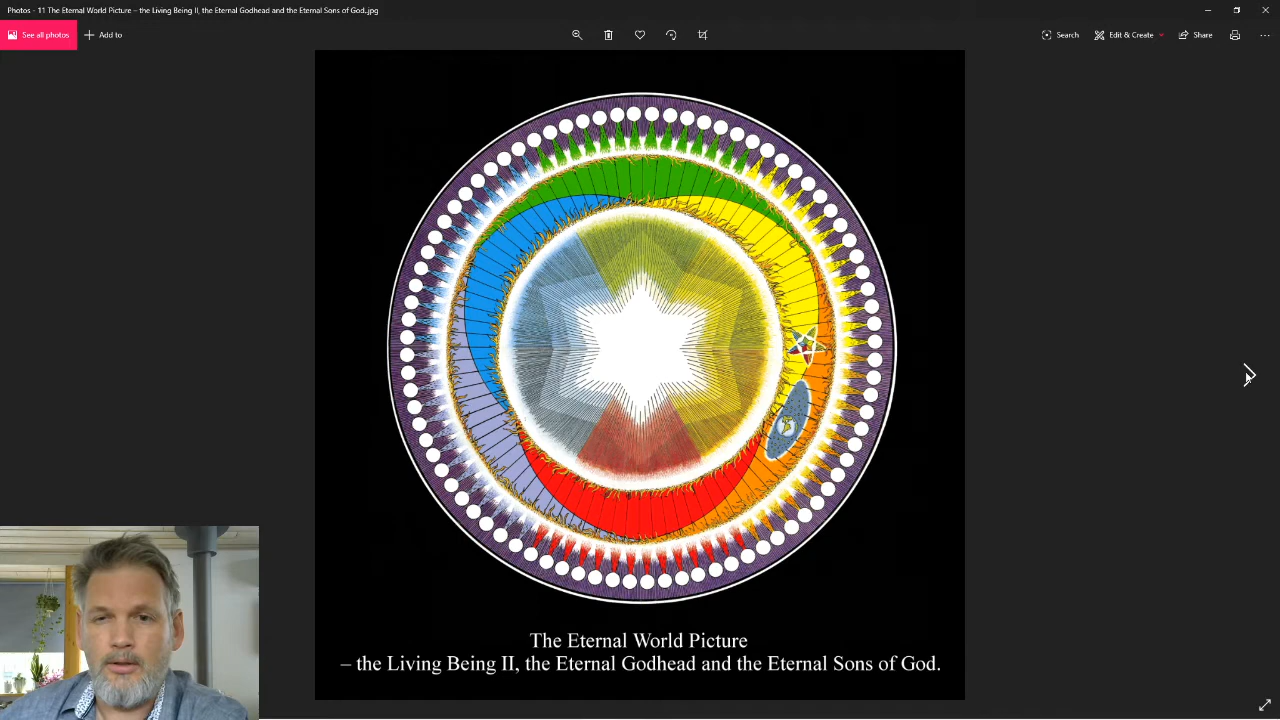 Photos - 11 The Eternal World Picture – the Living Being II, the Eternal Godhead and the Eternal Sons of God..jpg
See all photos
Add to
Search
Edit & Create
Share
The Eternal World Picture
– the Living Being II, the Eternal Godhead and the Eternal Sons of God.